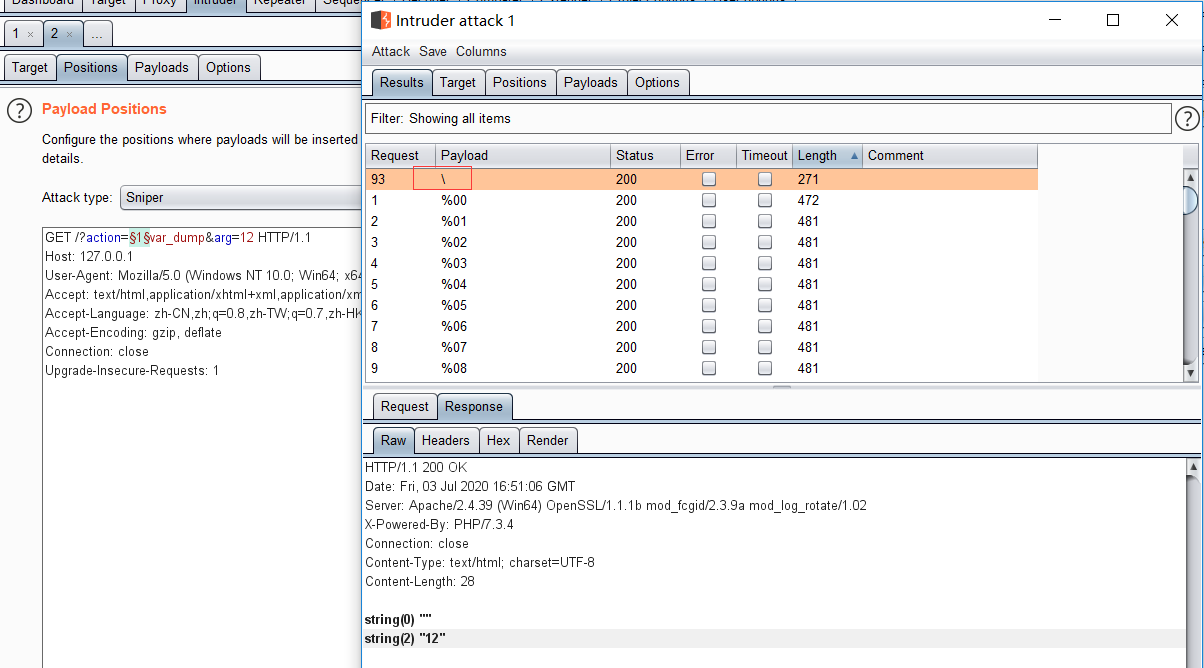 Dashboard Target Proxy Intruder Repeater
1 × 2 × ...
Target Positions Payloads Options
? Payload Positions
Configure the positions where payloads will be inserted
details.
Attack type: Sniper
GET /?action=§1§var_dump&arg=12 HTTP/1.1
Host: 127.0.0.1
User-Agent: Mozilla/5.0 (Windows NT 10.0; Win64; x64
Accept: text/html,application/xhtml+xml,application/xm
Accept-Language: zh-CN,zh;q=0.8,zh-TW;q=0.7,zh-HK
Accept-Encoding: gzip, deflate
Connection: close
Upgrade-Insecure-Requests: 1
Intruder attack 1
Attack Save Columns
Results Target Positions Payloads Options
Filter: Showing all items ?
Request Payload Status Error Timeout Length Comment
93 \ 200 271
1 %00 200 472
2 %01 200 481
3 %02 200 481
4 %03 200 481
5 %04 200 481
6 %05 200 481
7 %06 200 481
8 %07 200 481
9 %08 200 481
Request Response
Raw Headers Hex Render
HTTP/1.1 200 OK
Date: Fri, 03 Jul 2020 16:51:06 GMT
Server: Apache/2.4.39 (Win64) OpenSSL/1.1.1b mod_fcgid/2.3.9a mod_log_rotate/1.02
X-Powered-By: PHP/7.3.4
Connection: close
Content-Type: text/html; charset=UTF-8
Content-Length: 28
string(0) ""
string(2) "12"